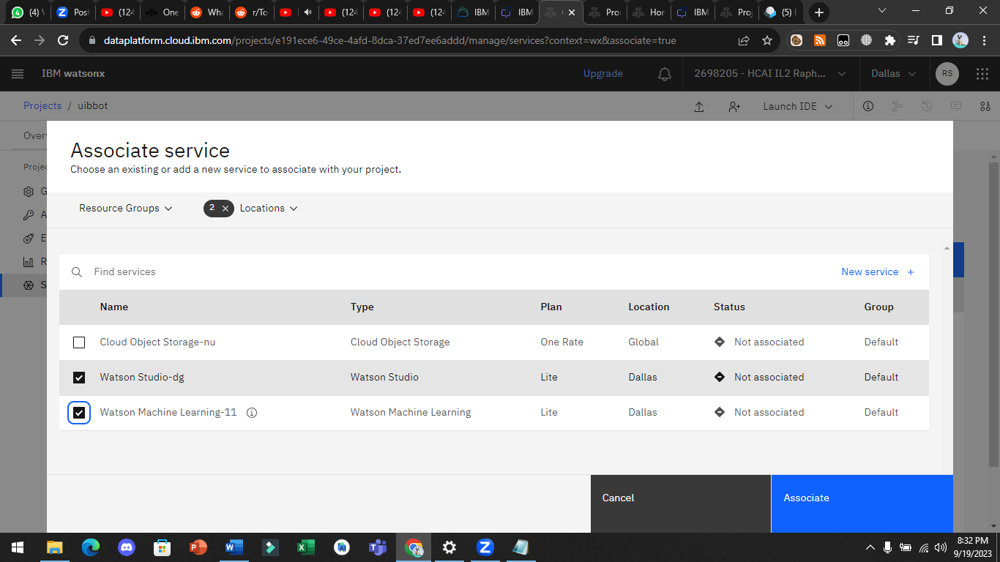 4 (4) \ Z Post (124 One Wha r/To (124 (124 (124 IBM IBM Pro Hor IBM Proj (5) F
dataplatform.cloud.ibm.com/projects/e191ece6-49ce-4afd-8dca-37ed7ee6addd/manage/services?context=wx&associate=true
IBM watsonx Upgrade 2698205 - HCAI IL2 Raph... Dallas RS
Projects / uibbot Launch IDE
Over
Projec
G
A
E
R
S
Associate service
Choose an existing or add a new service to associate with your project.
Resource Groups 2 × Locations
Find services New service +
Name Type Plan Location Status Group
Cloud Object Storage-nu Cloud Object Storage One Rate Global Not associated Default
Watson Studio-dg Watson Studio Lite Dallas Not associated Default
Watson Machine Learning-11 Watson Machine Learning Lite Dallas Not associated Default
Cancel Associate
8:32 PM
9/19/2023